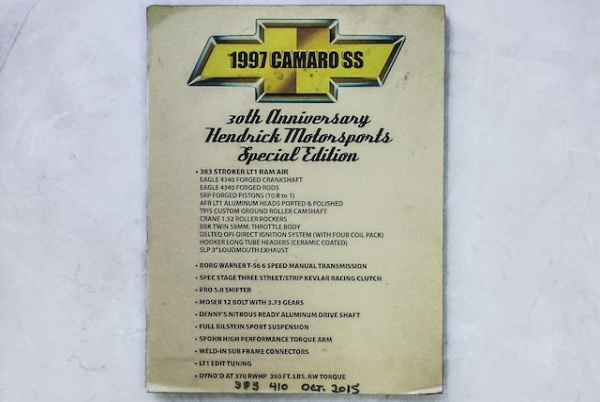 1997 CAMARO SS
30th Anniversary
Hendrick Motorsports
Special Edition
• 383 STROKER LT1 RAM AIR
EAGLE 4340 FORGED CRANKSHAFT
EAGLE 4340 FORGED RODS
SRP FORGED PISTONS (10.8 to 1)
AFR LT1 ALUMINUM HEADS PORTED & POLISHED
TPIS CUSTOM GROUND ROLLER CAMSHAFT
CRANE 1.52 ROLLER ROCKERS
BBK TWIN 58MM. THROTTLE BODY
DELTEQ OPI-DIRECT IGNITION SYSTEM (WITH FOUR COIL PACK)
HOOKER LONG TUBE HEADERS (CERAMIC COATED)
SLP 3" LOUDMOUTH EXHAUST
• BORG WARNER T-56 6 SPEED MANUAL TRANSMISSION
• SPEC STAGE THREE STREET/STRIP KEVLAR RACING CLUTCH
• PRO 5.0 SHIFTER
• MOSER 12 BOLT WITH 3.73 GEARS
• DENNY'S NITROUS READY ALUMINUM DRIVE SHAFT
• FULL BILSTEIN SPORT SUSPENSION
• SPOHN HIGH PERFORMANCE TORQUE ARM
• WELD-IN SUB FRAME CONNECTORS
• LT1 EDIT TUNING
• DYNO'D AT 370 RWHP 390 FT. LBS. RW TORQUE
410 OCT. 2015